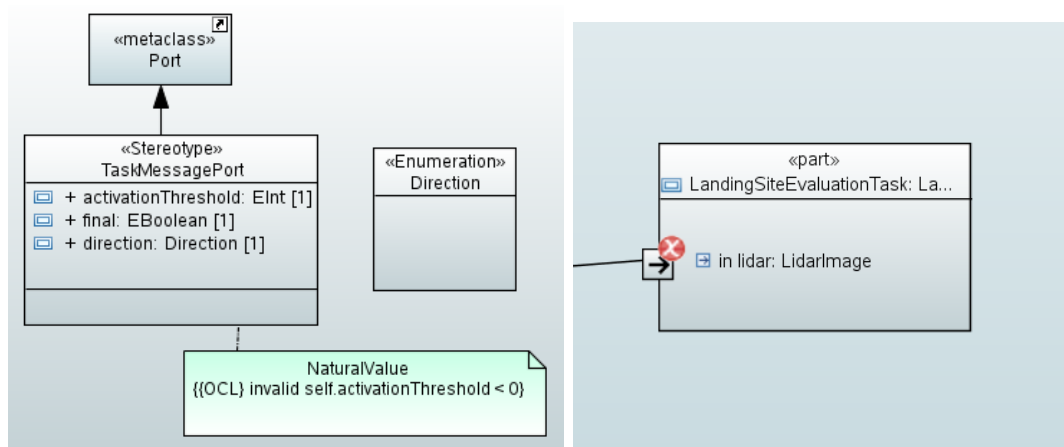 «metaclass»
Port
«Stereotype»
TaskMessagePort
+ activationThreshold: EInt [1]
+ final: EBoolean [1]
+ direction: Direction [1]
«Enumeration»
Direction
NaturalValue
{{OCL} invalid self.activationThreshold < 0}
«part»
LandingSiteEvaluationTask: La...
in lidar: LidarImage